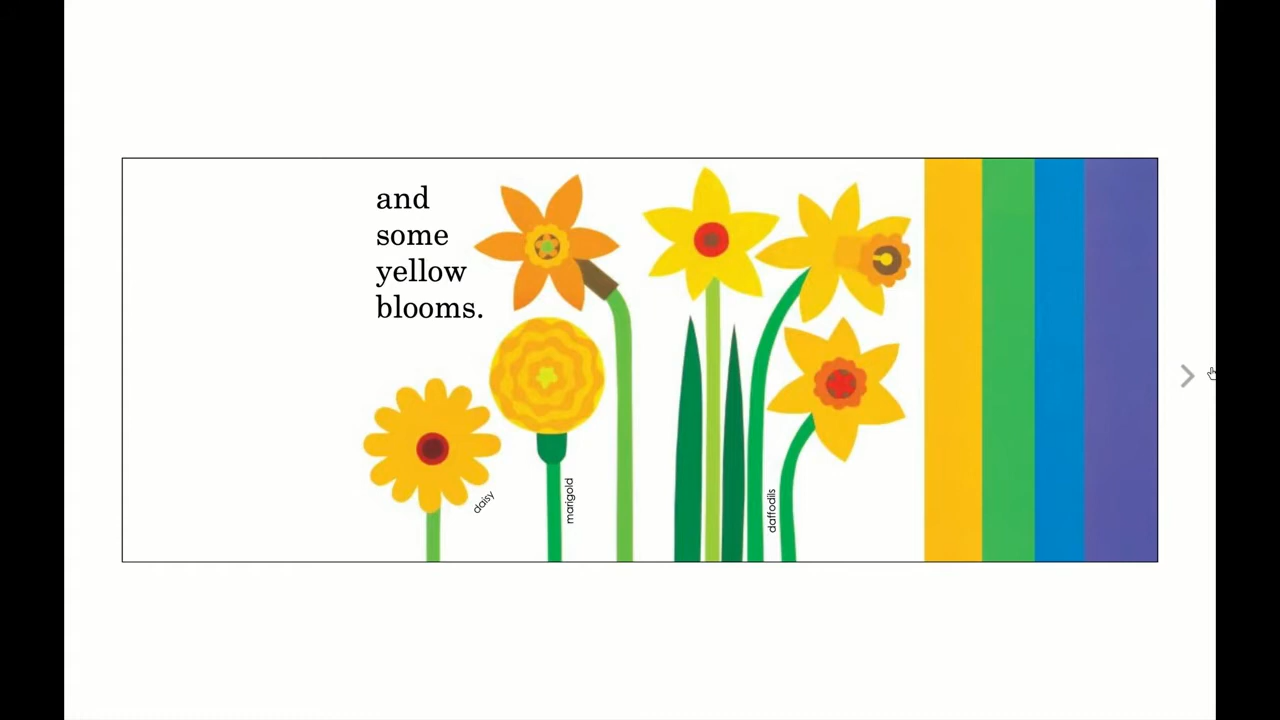 and
some
yellow
blooms.
daisy
marigold
daffodils